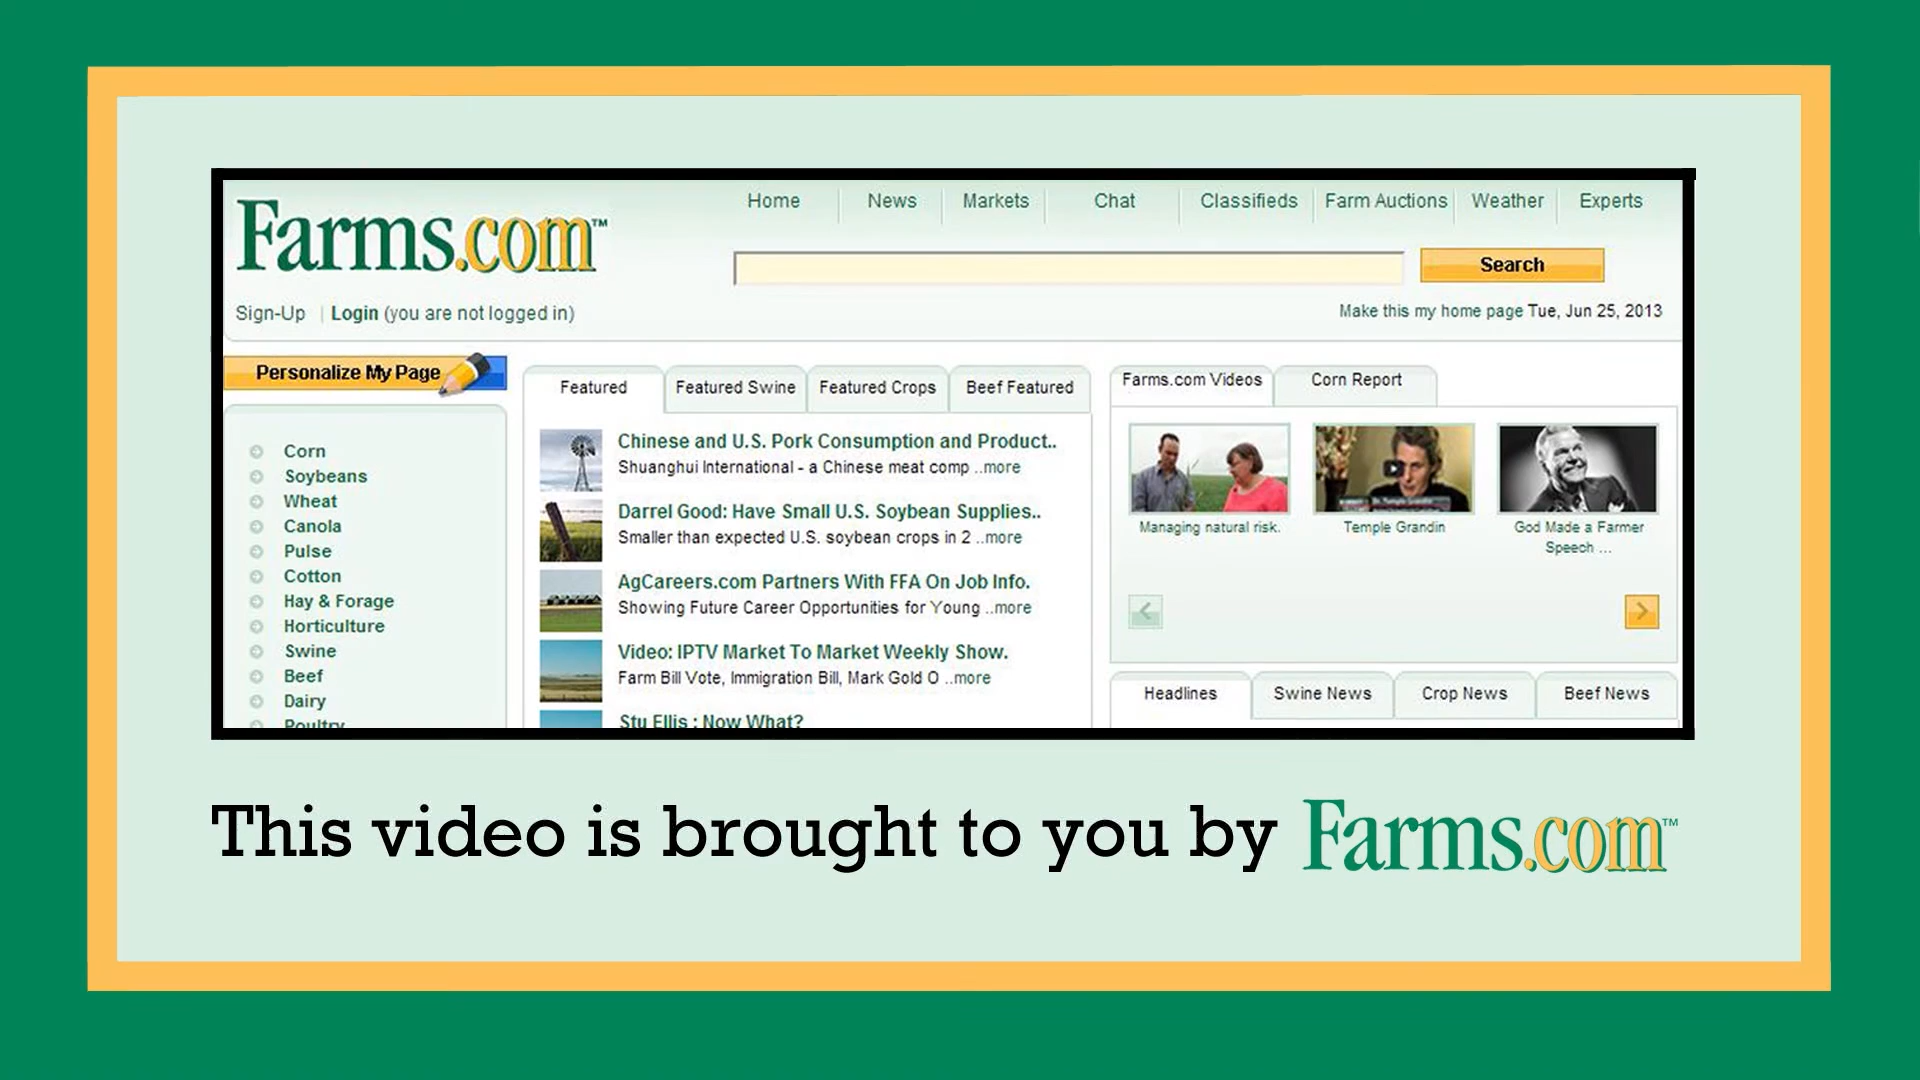 Farms.com™
Home News Markets Chat Classifieds Farm Auctions Weather Experts
Search
Sign-Up | Login (you are not logged in)
Make this my home page Tue, Jun 25, 2013
Personalize My Page
Corn
Soybeans
Wheat
Canola
Pulse
Cotton
Hay & Forage
Horticulture
Swine
Beef
Dairy
Poultry
Featured Featured Swine Featured Crops Beef Featured
Chinese and U.S. Pork Consumption and Product..
Shuanghui International - a Chinese meat comp ..more
Darrel Good: Have Small U.S. Soybean Supplies..
Smaller than expected U.S. soybean crops in 2 ..more
AgCareers.com Partners With FFA On Job Info.
Showing Future Career Opportunities for Young ..more
Video: IPTV Market To Market Weekly Show.
Farm Bill Vote, Immigration Bill, Mark Gold O ..more
Stu Ellis : Now What?
Farms.com Videos Corn Report
Dr. Temple Grandin
Managing natural risk.
Temple Grandin
God Made a Farmer
Speech ...
Headlines Swine News Crop News Beef News
This video is brought to you by Farms.com™